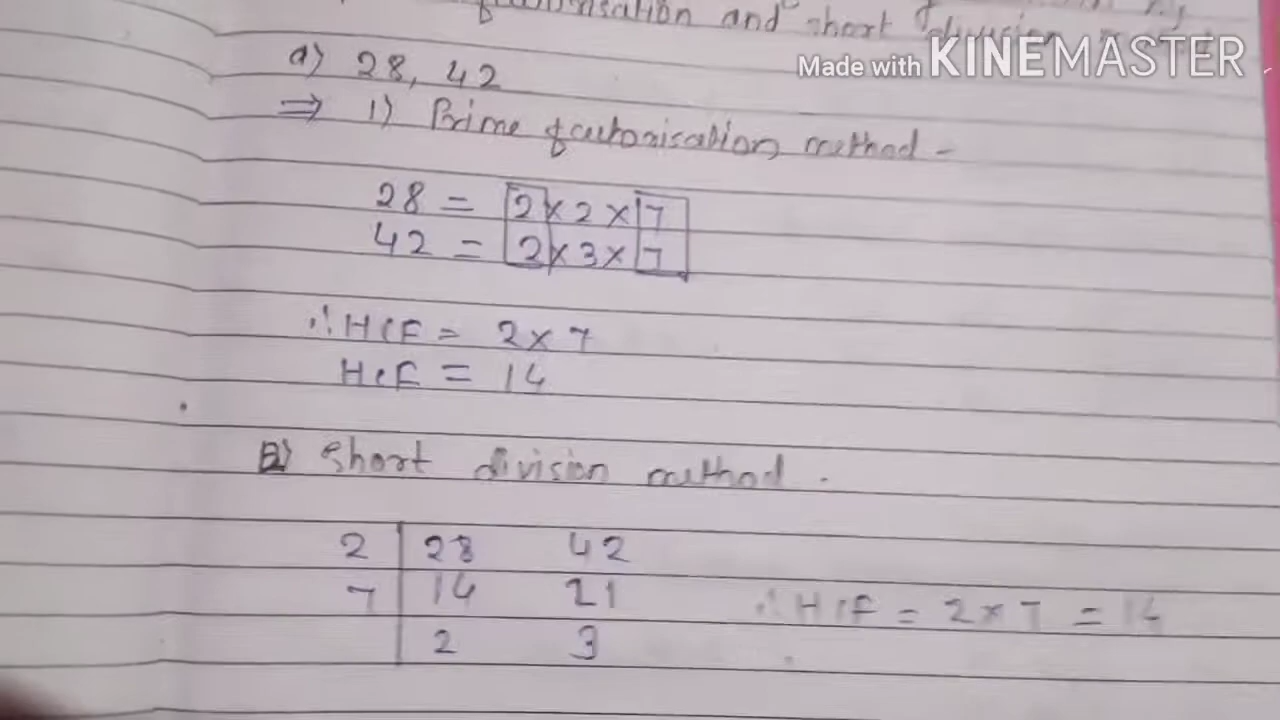 and short division
Made with KINEMASTER
a) 28, 42
⇒ 1) Prime factorisation method -
28 = 2 × 2 × 7
42 = 2 × 3 × 7
∴ HCF = 2 × 7
HCF = 14
2) Short division method .
2 | 28 42
7 | 14 21 ∴ HCF = 2 × 7 = 14
2 3